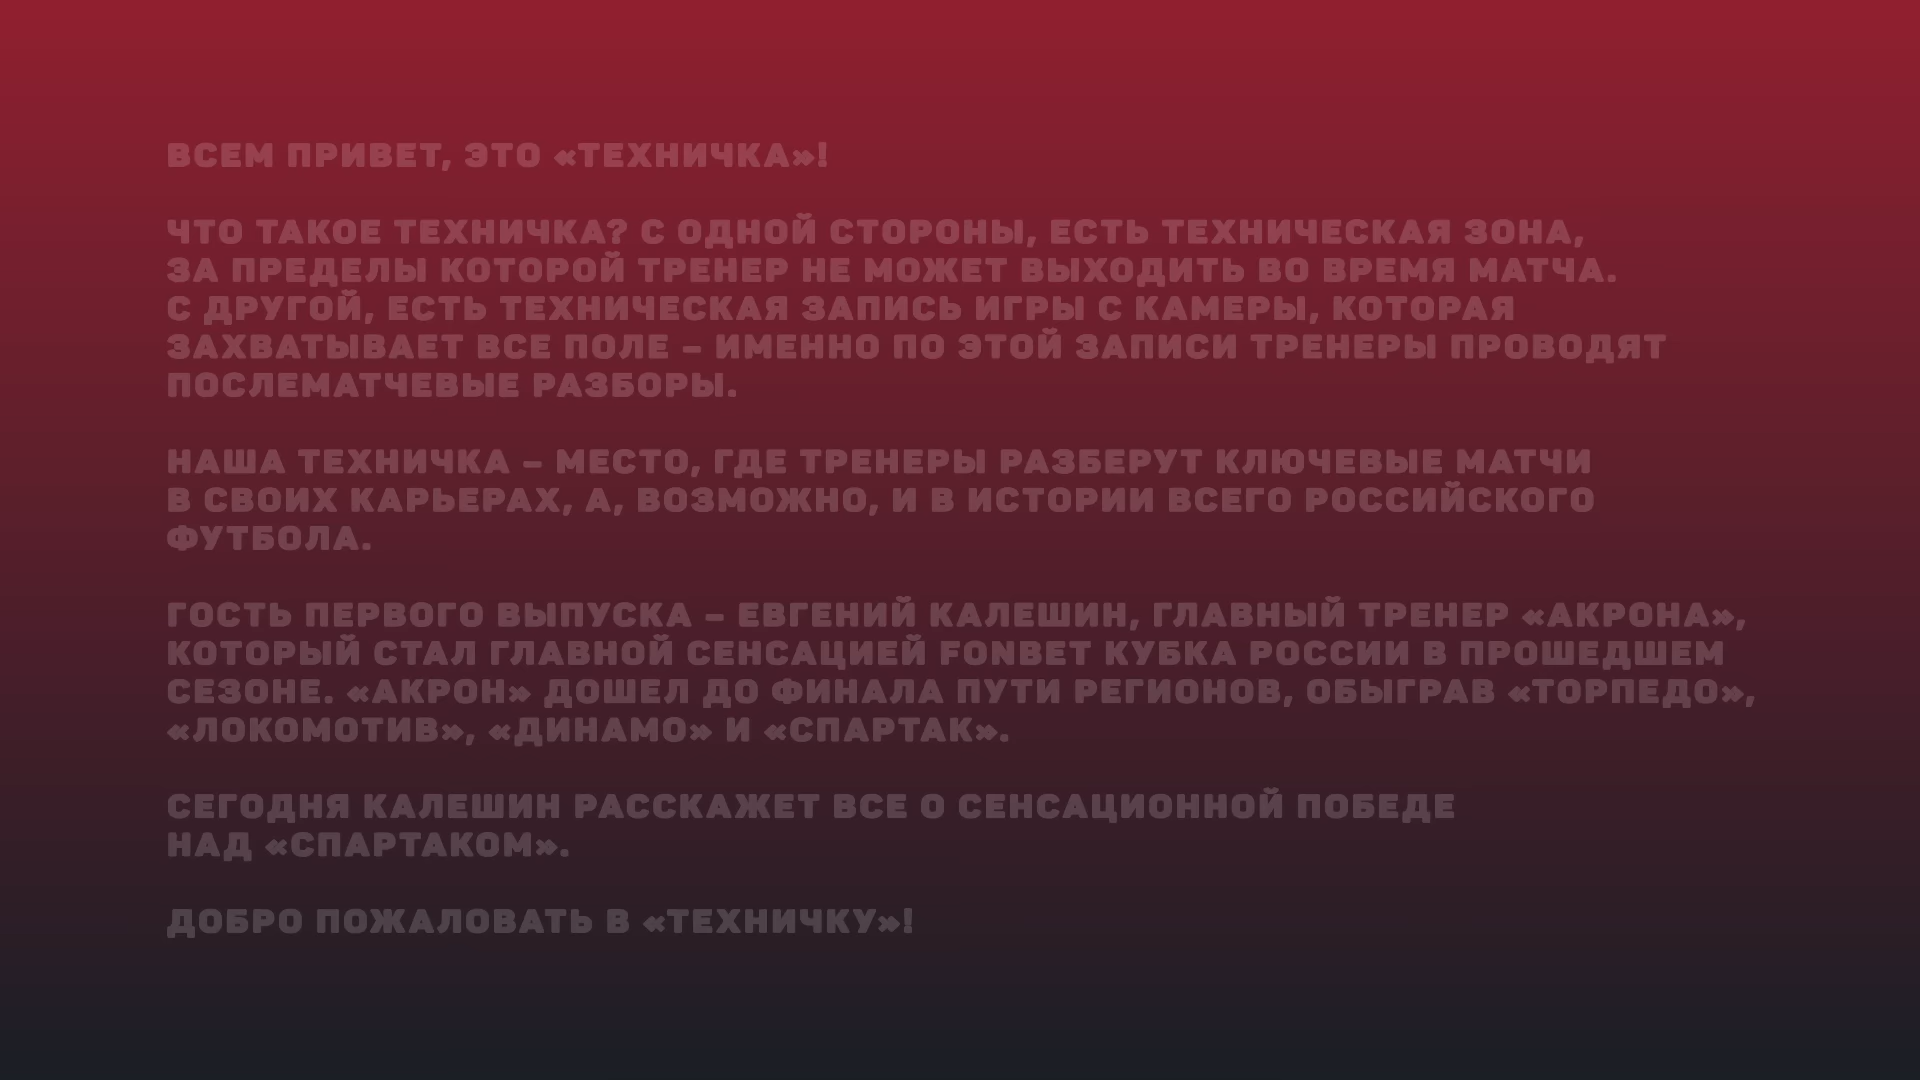 ВСЕМ ПРИВЕТ, ЭТО «ТЕХНИЧКА»!
ЧТО ТАКОЕ ТЕХНИЧКА? С ОДНОЙ СТОРОНЫ, ЕСТЬ ТЕХНИЧЕСКАЯ ЗОНА,
ЗА ПРЕДЕЛЫ КОТОРОЙ ТРЕНЕР НЕ МОЖЕТ ВЫХОДИТЬ ВО ВРЕМЯ МАТЧА.
С ДРУГОЙ, ЕСТЬ ТЕХНИЧЕСКАЯ ЗАПИСЬ ИГРЫ С КАМЕРЫ, КОТОРАЯ
ЗАХВАТЫВАЕТ ВСЕ ПОЛЕ – ИМЕННО ПО ЭТОЙ ЗАПИСИ ТРЕНЕРЫ ПРОВОДЯТ
ПОСЛЕМАТЧЕВЫЕ РАЗБОРЫ.
НАША ТЕХНИЧКА – МЕСТО, ГДЕ ТРЕНЕРЫ РАЗБЕРУТ КЛЮЧЕВЫЕ МАТЧИ
В СВОИХ КАРЬЕРАХ, А, ВОЗМОЖНО, И В ИСТОРИИ ВСЕГО РОССИЙСКОГО
ФУТБОЛА.
ГОСТЬ ПЕРВОГО ВЫПУСКА – ЕВГЕНИЙ КАЛЕШИН, ГЛАВНЫЙ ТРЕНЕР «АКРОНА»,
КОТОРЫЙ СТАЛ ГЛАВНОЙ СЕНСАЦИЕЙ FONBET КУБКА РОССИИ В ПРОШЕДШЕМ
СЕЗОНЕ. «АКРОН» ДОШЕЛ ДО ФИНАЛА ПУТИ РЕГИОНОВ, ОБЫГРАВ «ТОРПЕДО»,
«ЛОКОМОТИВ», «ДИНАМО» И «СПАРТАК».
СЕГОДНЯ КАЛЕШИН РАССКАЖЕТ ВСЕ О СЕНСАЦИОННОЙ ПОБЕДЕ
НАД «СПАРТАКОМ».
ДОБРО ПОЖАЛОВАТЬ В «ТЕХНИЧКУ»!